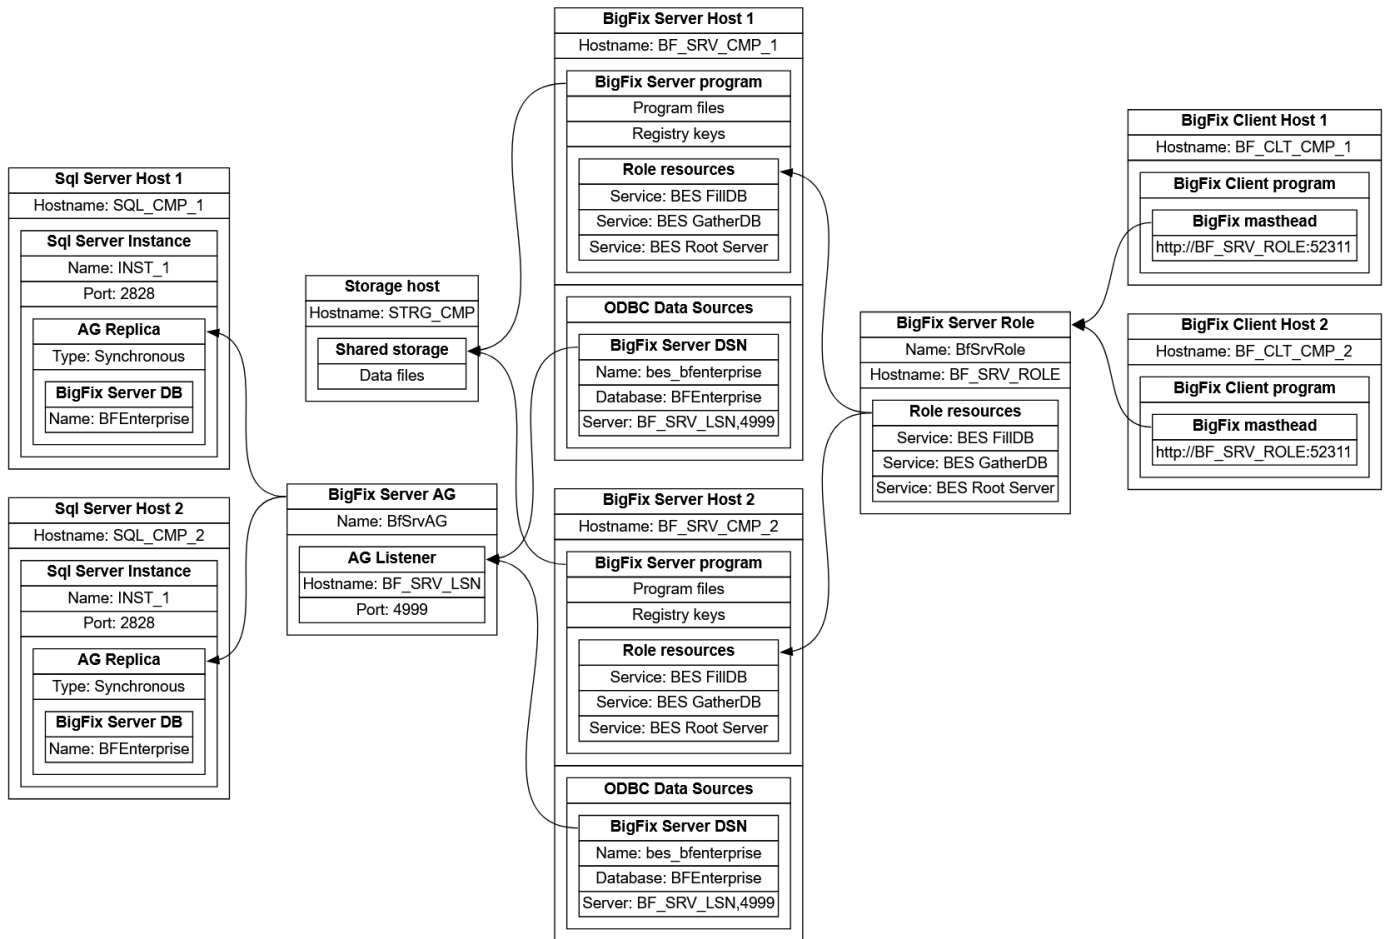 Sql Server Host 1
Hostname: SQL_CMP_1
Sql Server Instance
Name: INST_1
Port: 2828
AG Replica
Type: Synchronous
BigFix Server DB
Name: BFEnterprise
Sql Server Host 2
Hostname: SQL_CMP_2
Sql Server Instance
Name: INST_1
Port: 2828
AG Replica
Type: Synchronous
BigFix Server DB
Name: BFEnterprise
Storage host
Hostname: STRG_CMP
Shared storage
Data files
BigFix Server AG
Name: BfSrvAG
AG Listener
Hostname: BF_SRV_LSN
Port: 4999
BigFix Server Host 1
Hostname: BF_SRV_CMP_1
BigFix Server program
Program files
Registry keys
Role resources
Service: BES FillDB
Service: BES GatherDB
Service: BES Root Server
ODBC Data Sources
BigFix Server DSN
Name: bes_bfenterprise
Database: BFEnterprise
Server: BF_SRV_LSN,4999
BigFix Server Host 2
Hostname: BF_SRV_CMP_2
BigFix Server program
Program files
Registry keys
Role resources
Service: BES FillDB
Service: BES GatherDB
Service: BES Root Server
ODBC Data Sources
BigFix Server DSN
Name: bes_bfenterprise
Database: BFEnterprise
Server: BF_SRV_LSN,4999
BigFix Server Role
Name: BfSrvRole
Hostname: BF_SRV_ROLE
Role resources
Service: BES FillDB
Service: BES GatherDB
Service: BES Root Server
BigFix Client Host 1
Hostname: BF_CLT_CMP_1
BigFix Client program
BigFix masthead
http://BF_SRV_ROLE:52311
BigFix Client Host 2
Hostname: BF_CLT_CMP_2
BigFix Client program
BigFix masthead
http://BF_SRV_ROLE:52311